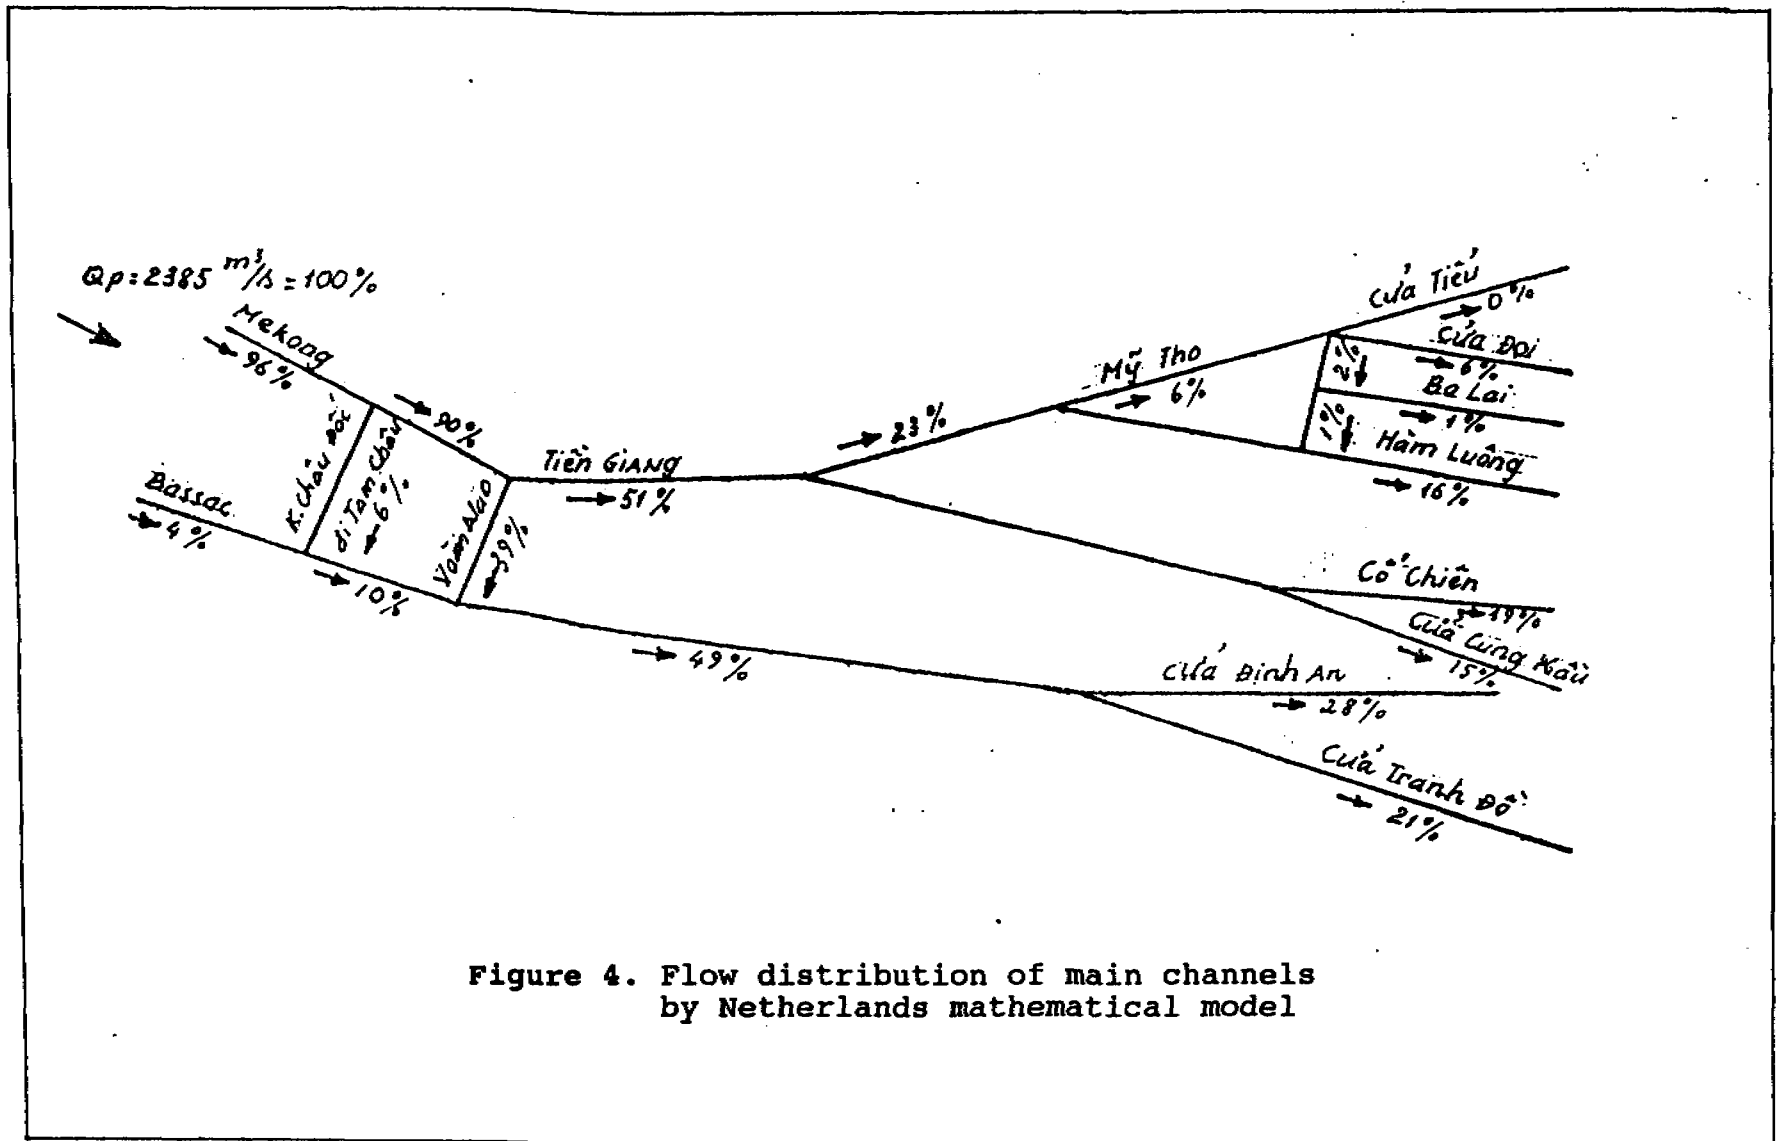 Qp = 2385 m³/s = 100%
Mekong
96%
90%
K. Châu Đốc
đi Tân Châu
6%
Bassac
4%
10%
Vàm Nao
39%
Tiền GIANG
51%
49%
23%
Mỹ Tho
6%
Cửa Tiểu
0%
Cửa Đại
6%
2%
Ba Lai
1%
1%
Hàm Luông
16%
Cổ Chiên
19%
Cửa Cung Hầu
15%
Cửa Định An
28%
Cửa Tranh Đồ
21%
Figure 4. Flow distribution of main channels
by Netherlands mathematical model